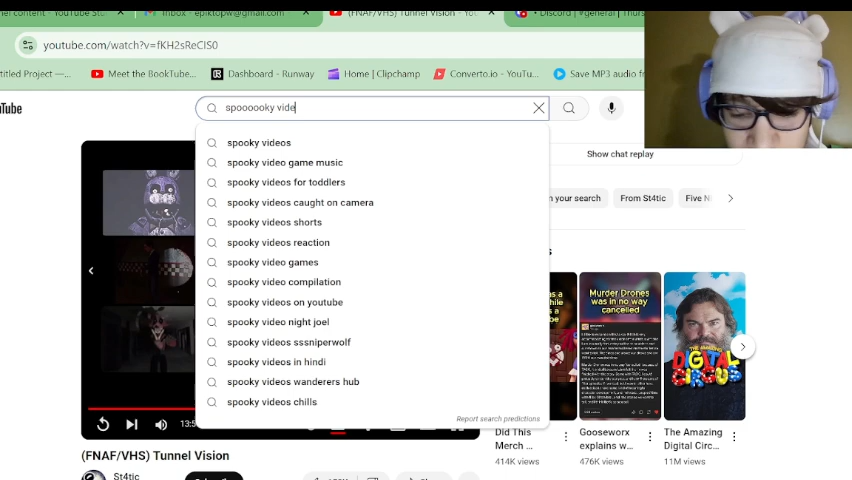 Inbox - epiktopw@gmail.com
(FNAF/VHS) Tunnel Vision - Yo
Discord | #general | Thurs
youtube.com/watch?v=fKH2sReCIS0
titled Project —...
Meet the BookTube...
Dashboard - Runway
Home | Clipchamp
Converto.io - YouTu...
Save MP3 audio fr
uTube
spoooooky vide
Show chat replay
spooky videos
spooky video game music
spooky videos for toddlers
spooky videos caught on camera
n your search
From St4tic
Five Ni
spooky videos shorts
spooky videos reaction
spooky video games
spooky video compilation
spooky videos on youtube
spooky video night joel
spooky videos sssniperwolf
spooky videos in hindi
spooky videos wanderers hub
spooky videos chills
Report search predictions
Murder Drones was in no way cancelled
THE AMAZING DIGITAL CIRCUS
(FNAF/VHS) Tunnel Vision
St4tic
Did This Merch ...
414K views
Gooseworx explains w...
476K views
The Amazing Digital Circ...
11M views